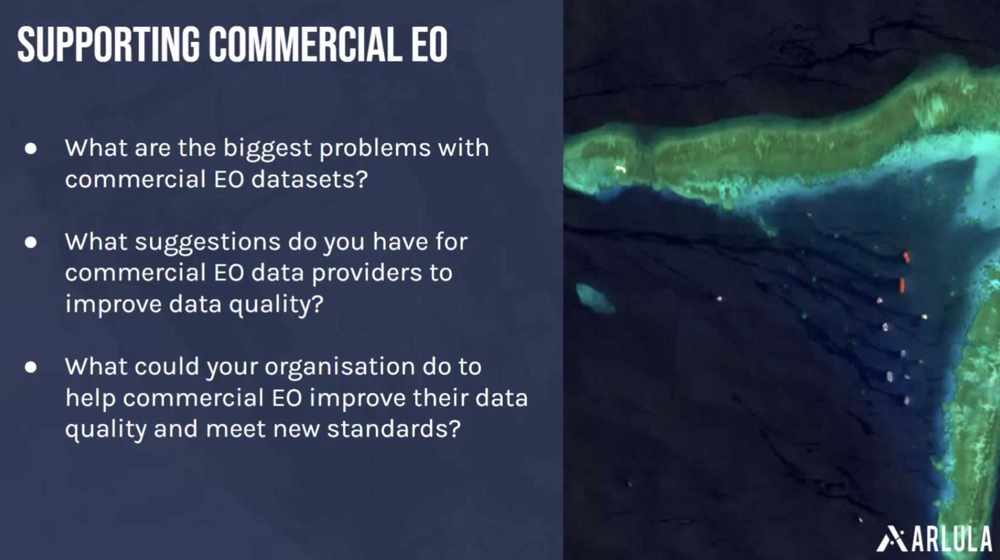 SUPPORTING COMMERCIAL EO
● What are the biggest problems with
commercial EO datasets?
● What suggestions do you have for
commercial EO data providers to
improve data quality?
● What could your organisation do to
help commercial EO improve their data
quality and meet new standards?
ARLULA